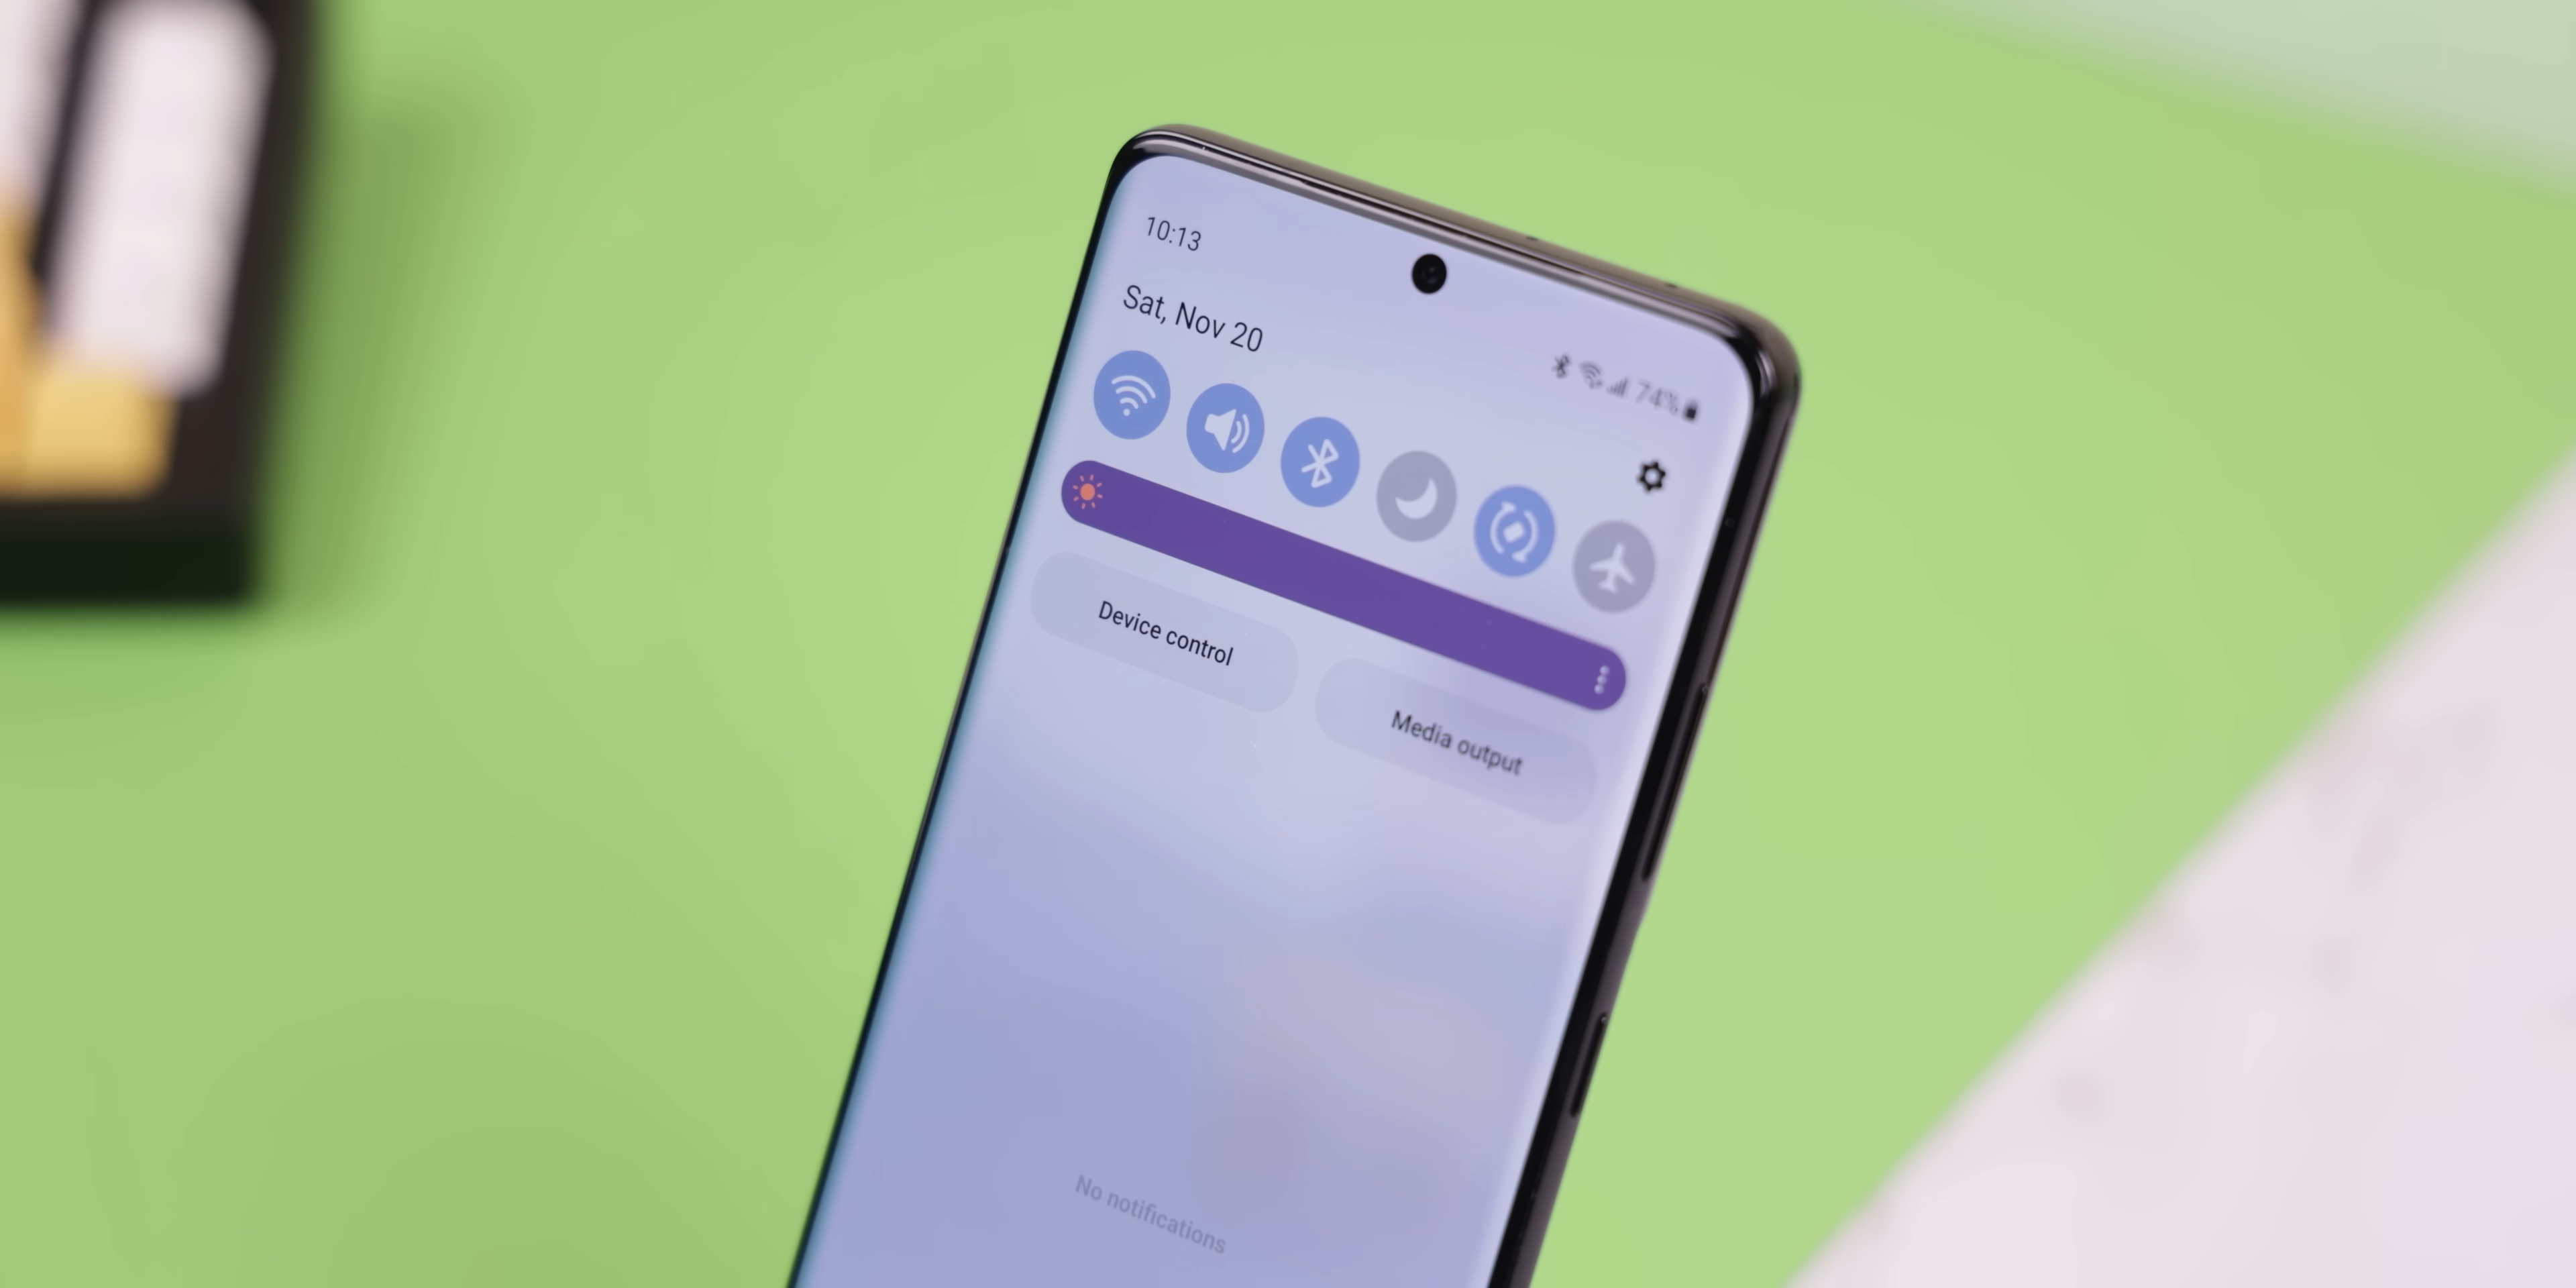 10:13
74%
Sat, Nov 20
Device control
Media output
No notifications